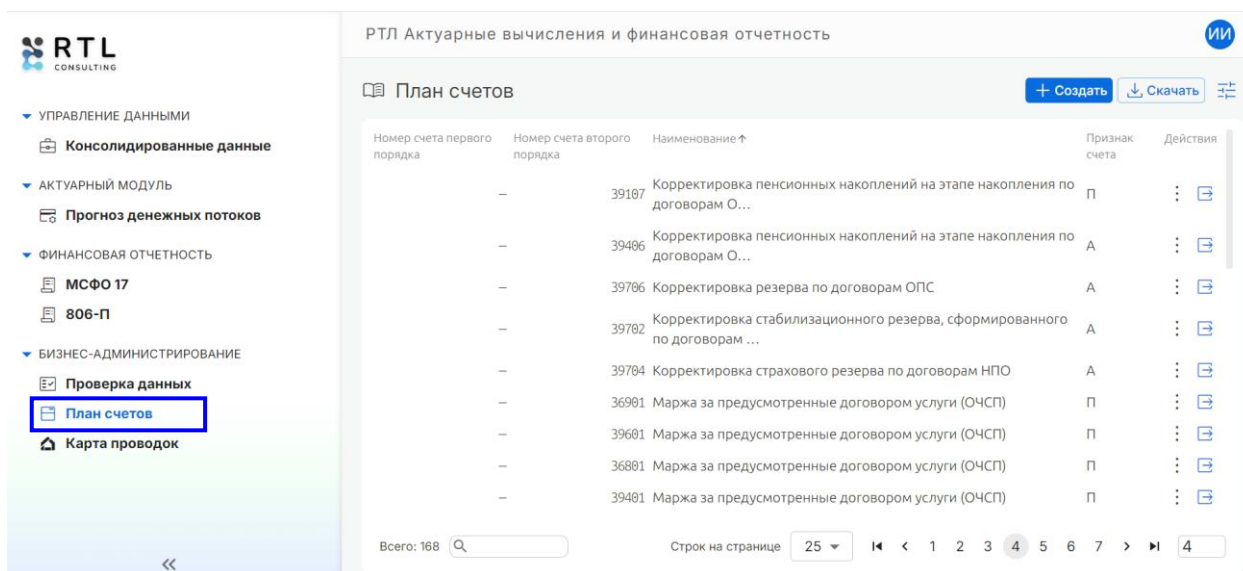 RTL
CONSULTING
УПРАВЛЕНИЕ ДАННЫМИ
Консолидированные данные
АКТУАРНЫЙ МОДУЛЬ
Прогноз денежных потоков
ФИНАНСОВАЯ ОТЧЕТНОСТЬ
МСФО 17
806-П
БИЗНЕС-АДМИНИСТРИРОВАНИЕ
Проверка данных
План счетов
Карта проводок
РТЛ Актуарные вычисления и финансовая отчетность
ИИ
План счетов
Создать Скачать
Номер счета первого порядка Номер счета второго порядка Наименование Признак счета Действия
– 39107 Корректировка пенсионных накоплений на этапе накопления по договорам О... П
– 39406 Корректировка пенсионных накоплений на этапе накопления по договорам О... А
– 39706 Корректировка резерва по договорам ОПС А
– 39702 Корректировка стабилизационного резерва, сформированного по договорам ... А
– 39704 Корректировка страхового резерва по договорам НПО А
– 36901 Маржа за предусмотренные договором услуги (ОЧСП) П
– 39601 Маржа за предусмотренные договором услуги (ОЧСП) П
– 36801 Маржа за предусмотренные договором услуги (ОЧСП) П
– 39401 Маржа за предусмотренные договором услуги (ОЧСП) П
Всего: 168 Строк на странице 25 1 2 3 4 5 6 7 4